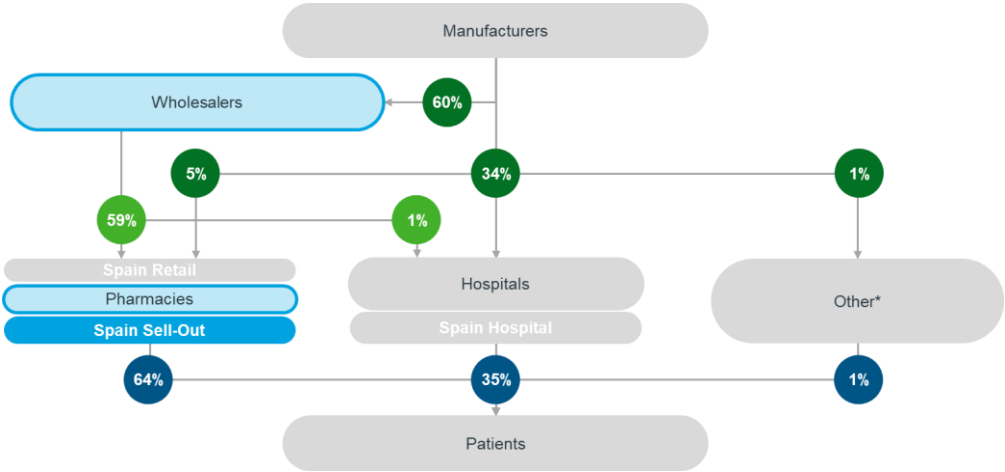 Manufacturers
Wholesalers
60%
5%
34%
1%
59%
1%
Spain Retail
Pharmacies
Spain Sell-Out
Hospitals
Spain Hospital
Other*
64%
35%
1%
Patients